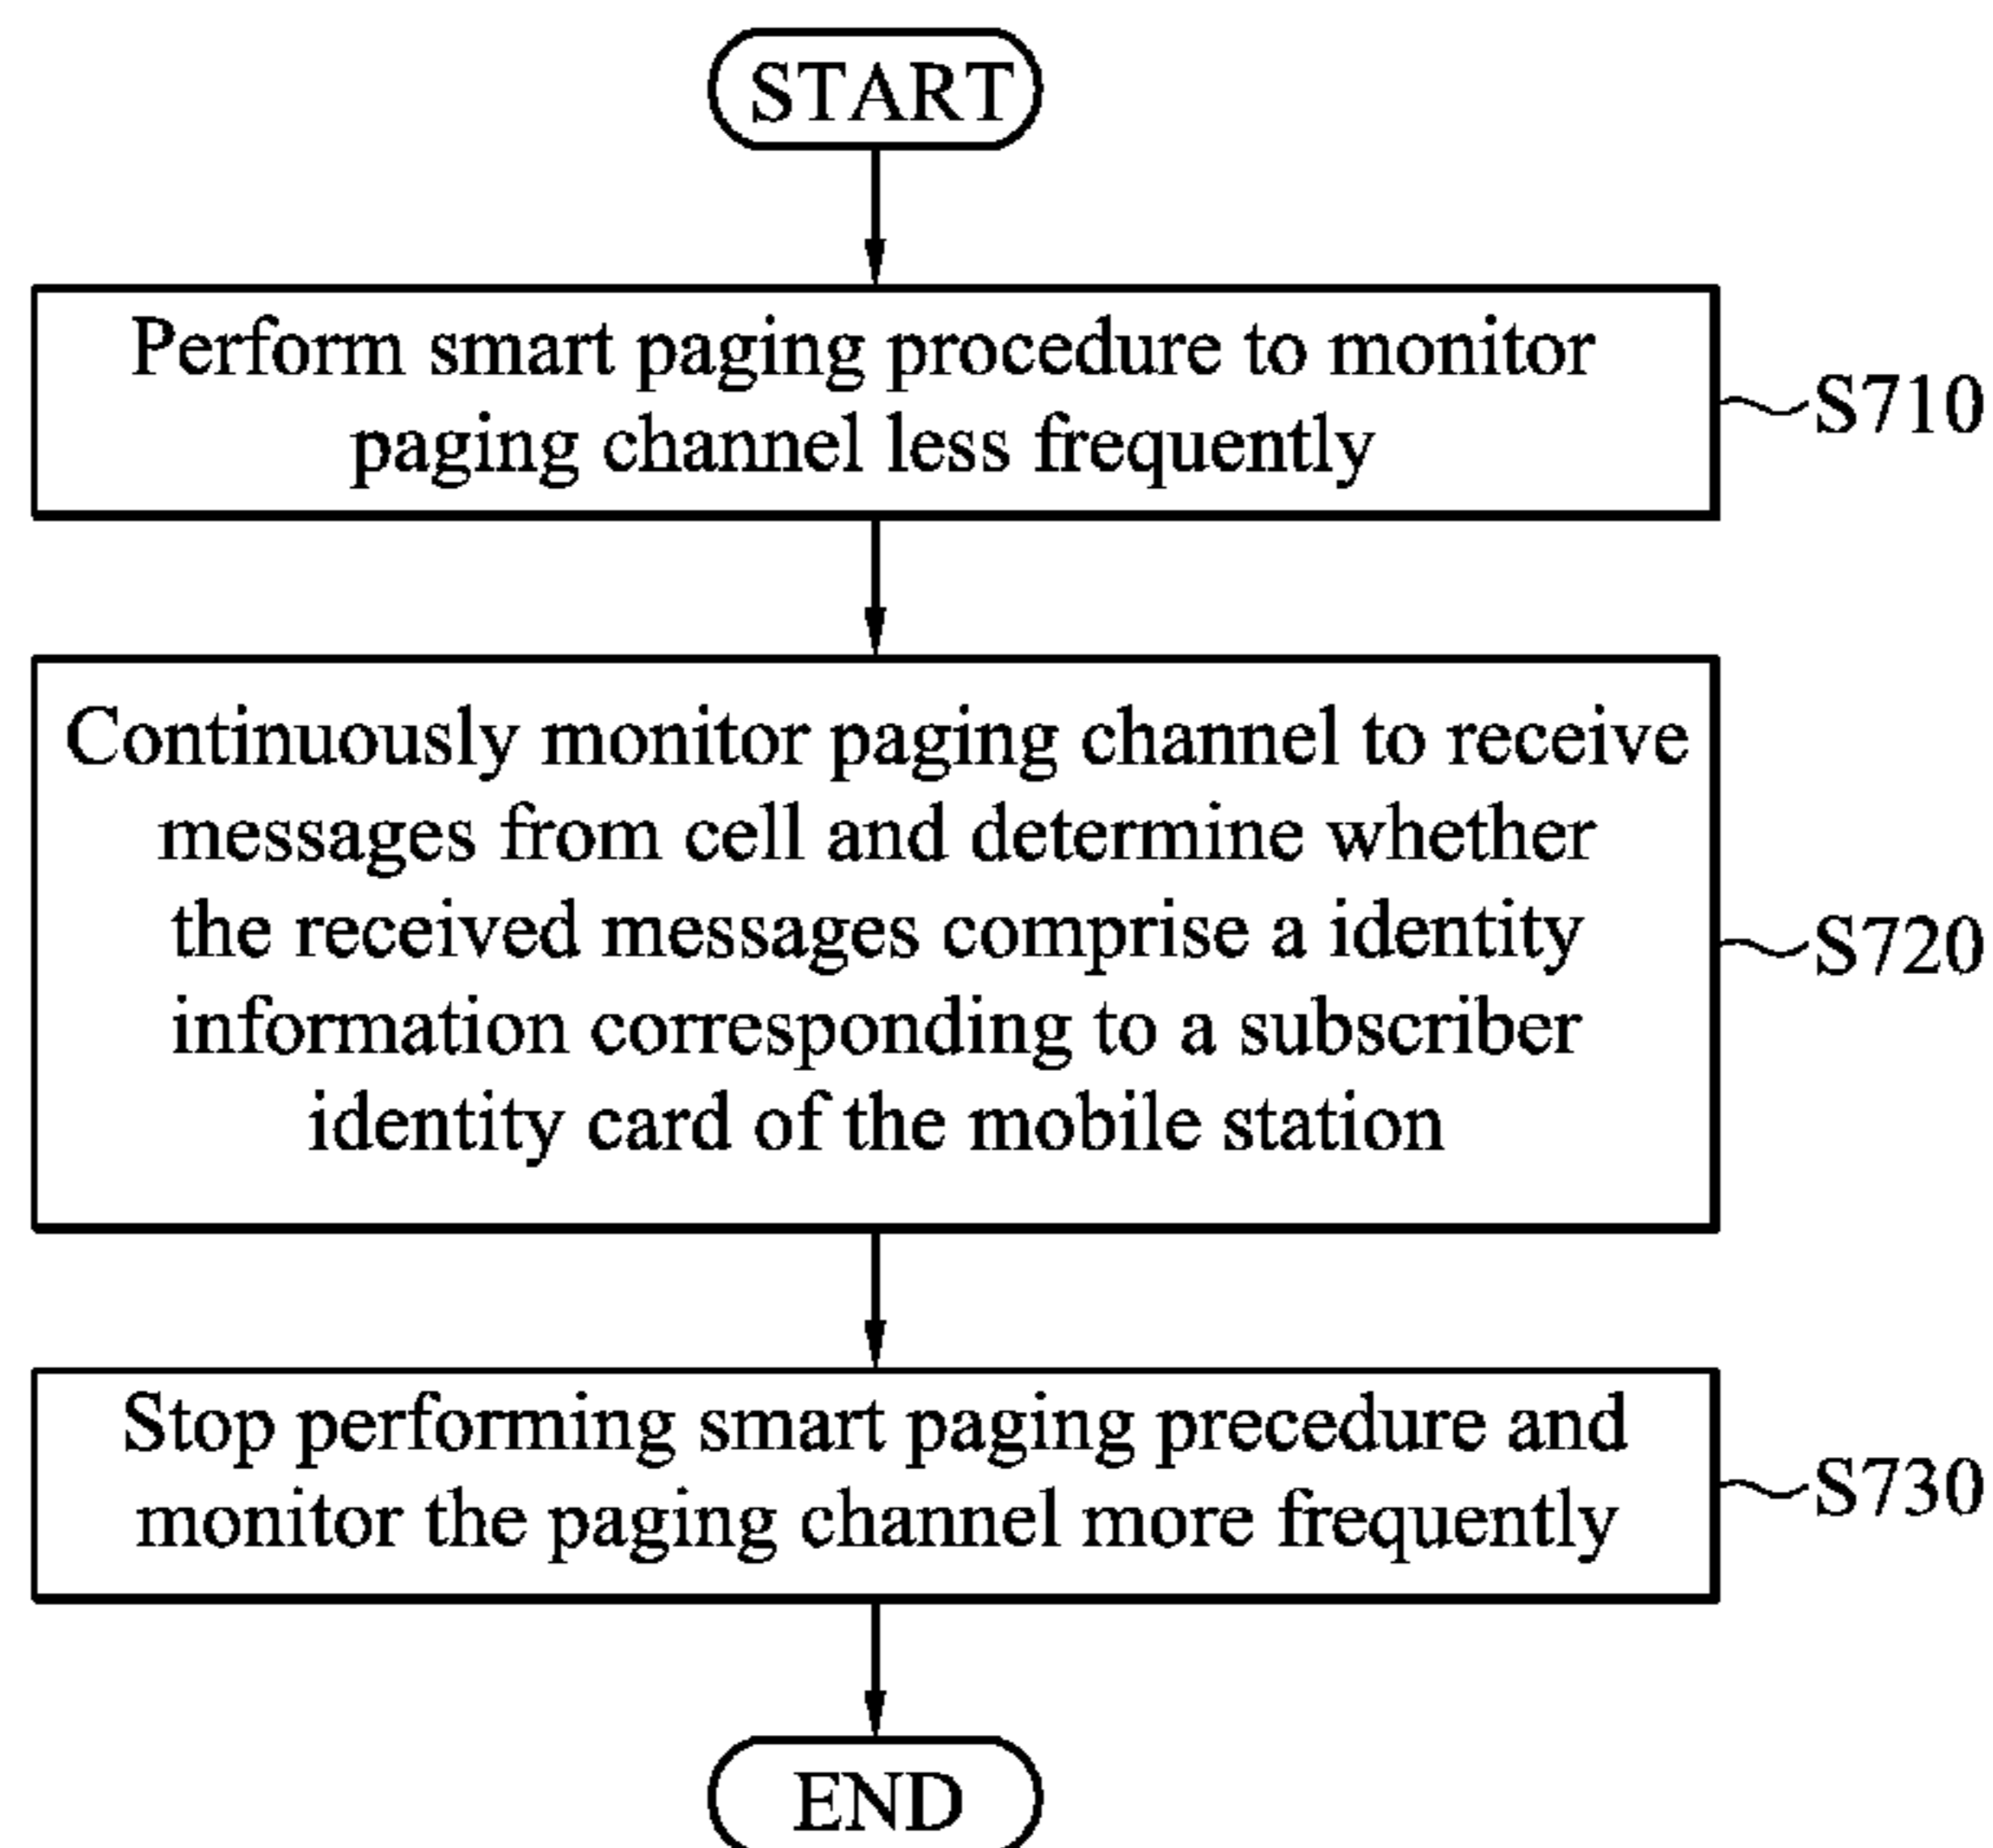 START
Perform smart paging procedure to monitor
paging channel less frequently
S710
Continuously monitor paging channel to receive
messages from cell and determine whether
the received messages comprise a identity
information corresponding to a subscriber
identity card of the mobile station
S720
Stop performing smart paging precedure and
monitor the paging channel more frequently
S730
END